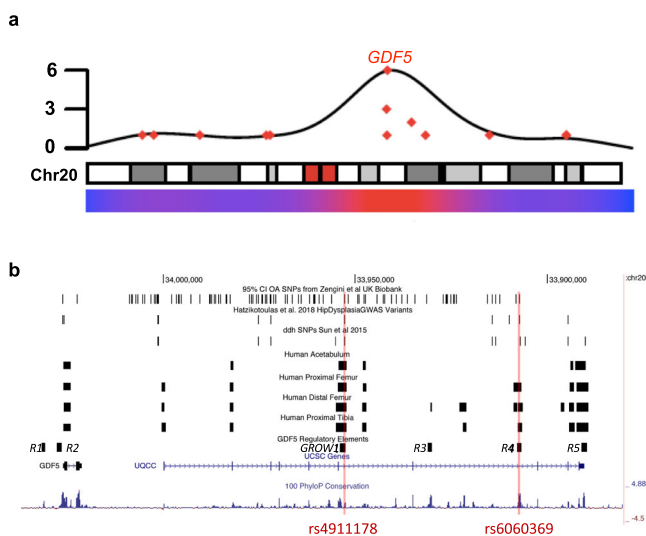 a
GDF5
6
3
0
Chr20
b
34,000,000 33,950,000 33,900,000 chr20
95% CI OA SNPs from Zengini et al UK Biobank
Hatzikotoulas et al. 2018 HipDysplasiaGWAS Variants
ddh SNPs Sun et al 2015
Human Acetabulum
Human Proximal Femur
Human Distal Femur
Human Proximal Tibia
GDF5 Regulatory Elements
R1 R2 GROW1 R3 R4 R5
UCSC Genes
GDF5 UQCC
100 PhyloP Conservation
4.88
-4.5
rs4911178 rs6060369